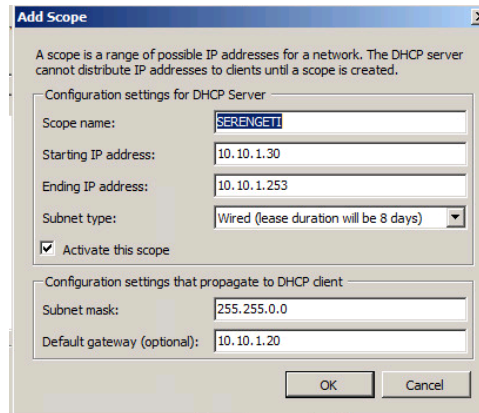 Add Scope
A scope is a range of possible IP addresses for a network. The DHCP server
cannot distribute IP addresses to clients until a scope is created.
Configuration settings for DHCP Server
Scope name: SERENGETI
Starting IP address: 10.10.1.30
Ending IP address: 10.10.1.253
Subnet type: Wired (lease duration will be 8 days)
Activate this scope
Configuration settings that propagate to DHCP client
Subnet mask: 255.255.0.0
Default gateway (optional): 10.10.1.20
OK Cancel